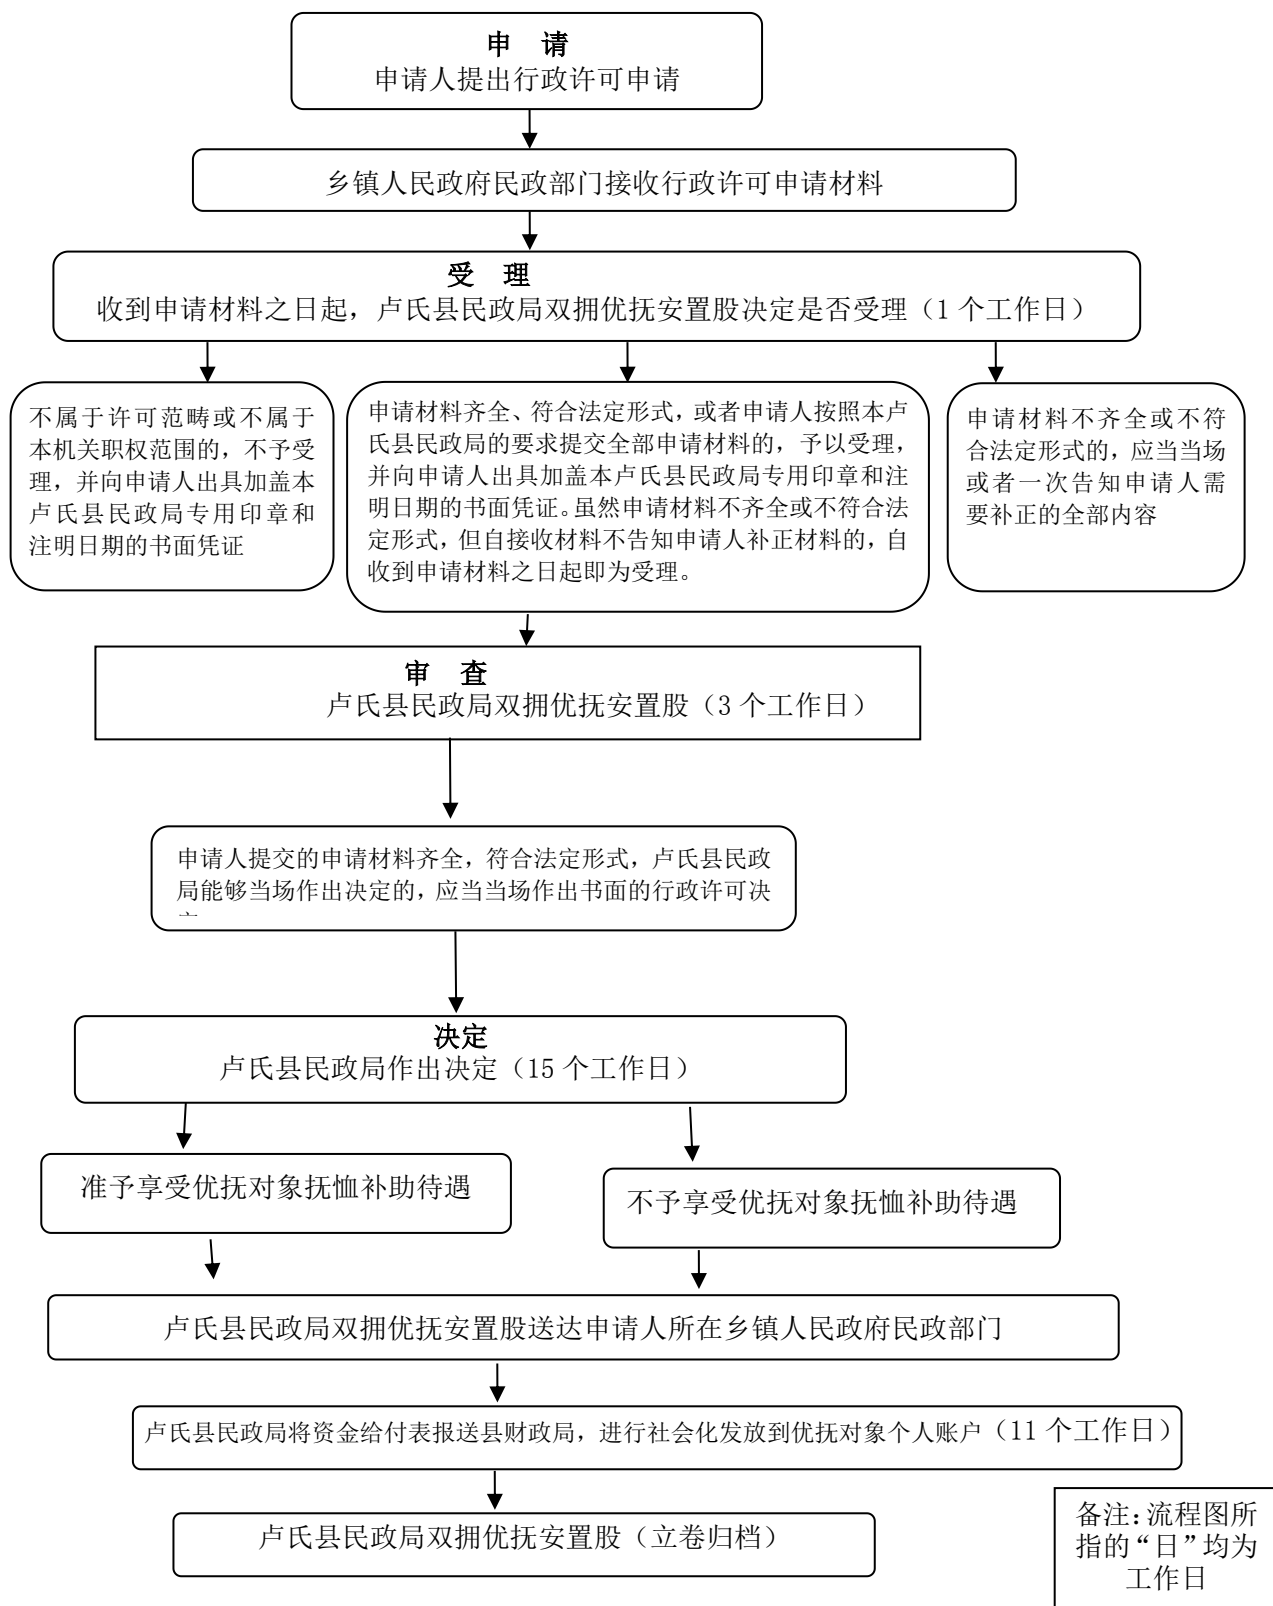 申 请
申请人提出行政许可申请
乡镇人民政府民政部门接收行政许可申请材料
受 理
收到申请材料之日起，卢氏县民政局双拥优抚安置股决定是否受理（1 个工作日）
不属于许可范畴或不属于
本机关职权范围的，不予受
理，并向申请人出具加盖本
卢氏县民政局专用印章和
注明日期的书面凭证
申请材料齐全、符合法定形式，或者申请人按照本卢
氏县民政局的要求提交全部申请材料的，予以受理，
并向申请人出具加盖本卢氏县民政局专用印章和注
明日期的书面凭证。虽然申请材料不齐全或不符合法
定形式，但自接收材料不告知申请人补正材料的，自
收到申请材料之日起即为受理。
申请材料不齐全或不符
合法定形式的，应当当场
或者一次告知申请人需
要补正的全部内容
审 查
卢氏县民政局双拥优抚安置股（3 个工作日）
申请人提交的申请材料齐全，符合法定形式，卢氏县民政
局能够当场作出决定的，应当当场作出书面的行政许可决
决定
卢氏县民政局作出决定（15 个工作日）
准予享受优抚对象抚恤补助待遇
不予享受优抚对象抚恤补助待遇
卢氏县民政局双拥优抚安置股送达申请人所在乡镇人民政府民政部门
卢氏县民政局将资金给付表报送县财政局，进行社会化发放到优抚对象个人账户（11 个工作日）
卢氏县民政局双拥优抚安置股（立卷归档）
备注：流程图所
指的“日”均为
工作日